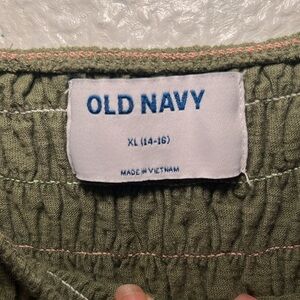 OLD NAVY
XL (14-16)
MADE IN VIETNAM